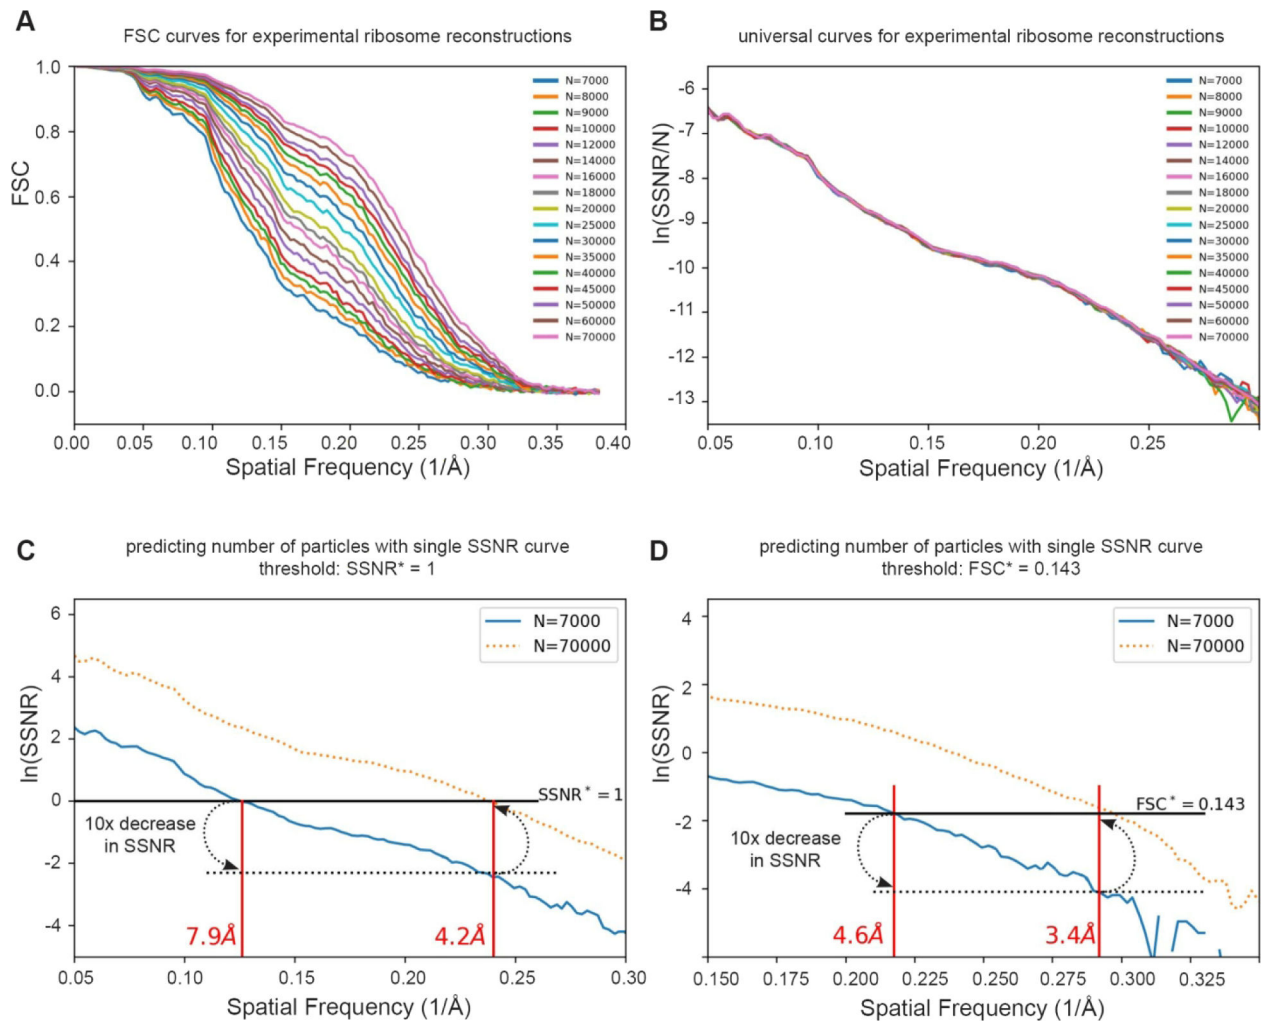 A
FSC curves for experimental ribosome reconstructions
1.0
0.8
0.6
0.4
0.2
0.0
FSC
N=7000
N=8000
N=9000
N=10000
N=12000
N=14000
N=16000
N=18000
N=20000
N=25000
N=30000
N=35000
N=40000
N=45000
N=50000
N=60000
N=70000
0.00 0.05 0.10 0.15 0.20 0.25 0.30 0.35 0.40
Spatial Frequency (1/Å)
B
universal curves for experimental ribosome reconstructions
-6
-7
-8
-9
-10
-11
-12
-13
ln(SSNR/N)
N=7000
N=8000
N=9000
N=10000
N=12000
N=14000
N=16000
N=18000
N=20000
N=25000
N=30000
N=35000
N=40000
N=45000
N=50000
N=60000
N=70000
0.05 0.10 0.15 0.20 0.25
Spatial Frequency (1/Å)
C
predicting number of particles with single SSNR curve
threshold: SSNR* = 1
6
4
2
0
-2
-4
ln(SSNR)
N=7000
N=70000
SSNR* = 1
10x decrease
in SSNR
7.9Å
4.2Å
0.05 0.10 0.15 0.20 0.25 0.30
Spatial Frequency (1/Å)
D
predicting number of particles with single SSNR curve
threshold: FSC* = 0.143
4
2
0
-2
-4
ln(SSNR)
N=7000
N=70000
FSC* = 0.143
10x decrease
in SSNR
4.6Å
3.4Å
0.150 0.175 0.200 0.225 0.250 0.275 0.300 0.325
Spatial Frequency (1/Å)